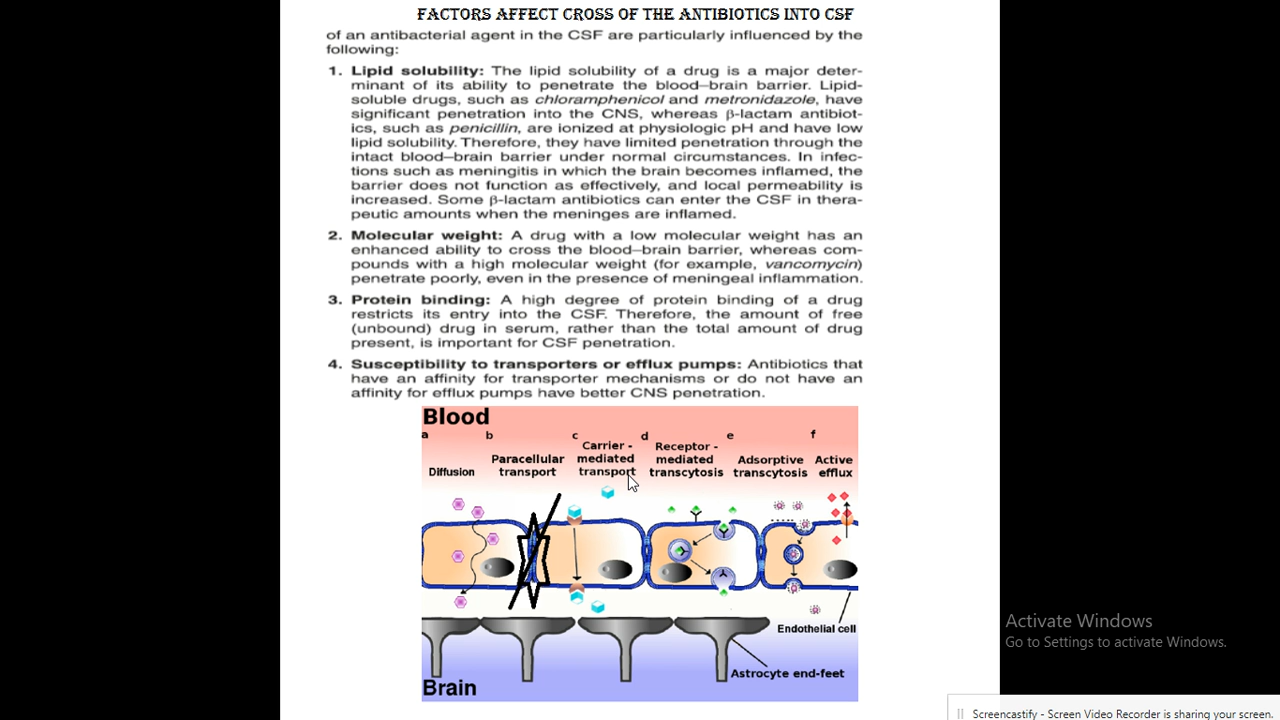 FACTORS AFFECT CROSS OF THE ANTIBIOTICS INTO CSF
of an antibacterial agent in the CSF are particularly influenced by the
following:
1. Lipid solubility: The lipid solubility of a drug is a major deter-
minant of its ability to penetrate the blood–brain barrier. Lipid-
soluble drugs, such as chloramphenicol and metronidazole, have
significant penetration into the CNS, whereas β-lactam antibiot-
ics, such as penicillin, are ionized at physiologic pH and have low
lipid solubility. Therefore, they have limited penetration through the
intact blood–brain barrier under normal circumstances. In infec-
tions such as meningitis in which the brain becomes inflamed, the
barrier does not function as effectively, and local permeability is
increased. Some β-lactam antibiotics can enter the CSF in thera-
peutic amounts when the meninges are inflamed.
2. Molecular weight: A drug with a low molecular weight has an
enhanced ability to cross the blood–brain barrier, whereas com-
pounds with a high molecular weight (for example, vancomycin)
penetrate poorly, even in the presence of meningeal inflammation.
3. Protein binding: A high degree of protein binding of a drug
restricts its entry into the CSF. Therefore, the amount of free
(unbound) drug in serum, rather than the total amount of drug
present, is important for CSF penetration.
4. Susceptibility to transporters or efflux pumps: Antibiotics that
have an affinity for transporter mechanisms or do not have an
affinity for efflux pumps have better CNS penetration.
Blood
a
Diffusion
b
Paracellular
transport
c
Carrier -
mediated
transport
d
Receptor -
mediated
transcytosis
e
Adsorptive
transcytosis
f
Active
efflux
Endothelial cell
Astrocyte end-feet
Brain
Activate Windows
Go to Settings to activate Windows.
Screencastify - Screen Video Recorder is sharing your screen.